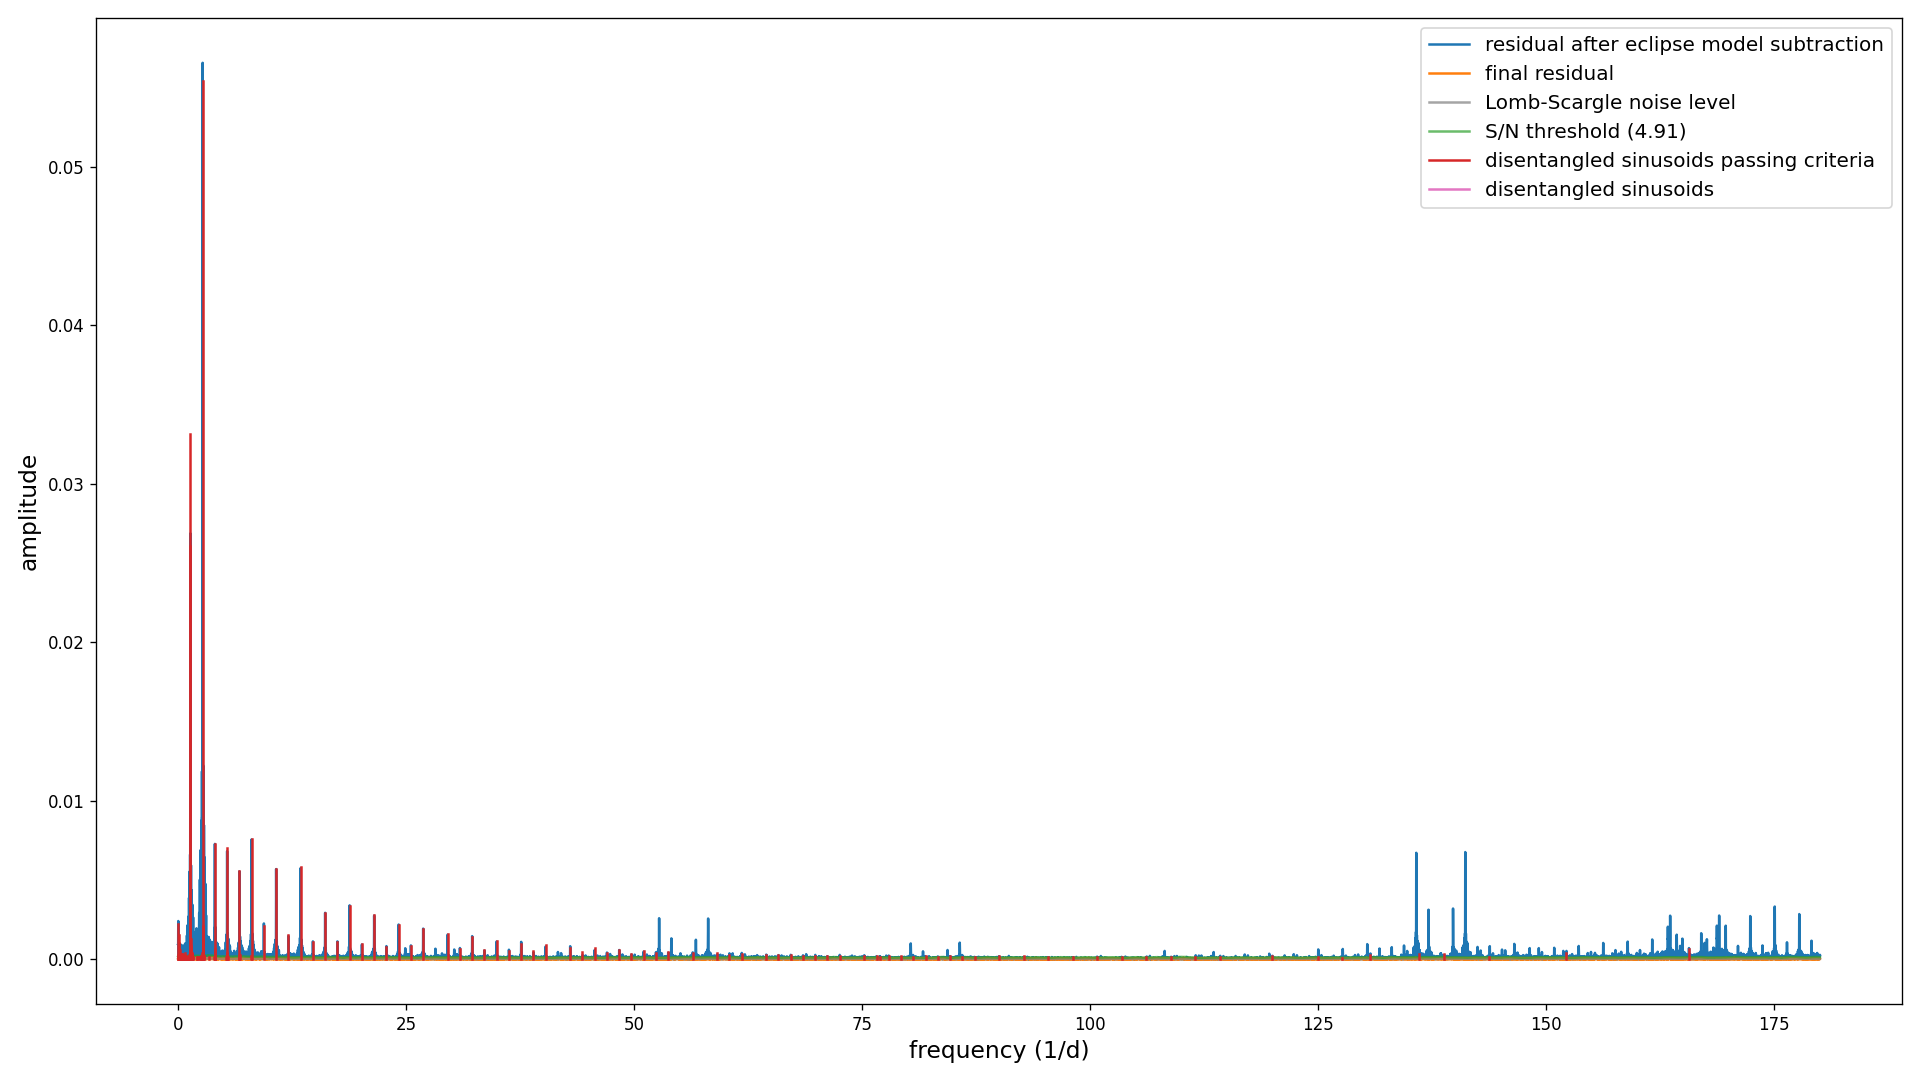 residual after eclipse model subtraction
final residual
Lomb-Scargle noise level
S/N threshold (4.91)
disentangled sinusoids passing criteria
disentangled sinusoids
amplitude
0.05
0.04
0.03
0.02
0.01
0.00
0 25 50 75 100 125 150 175
frequency (1/d)